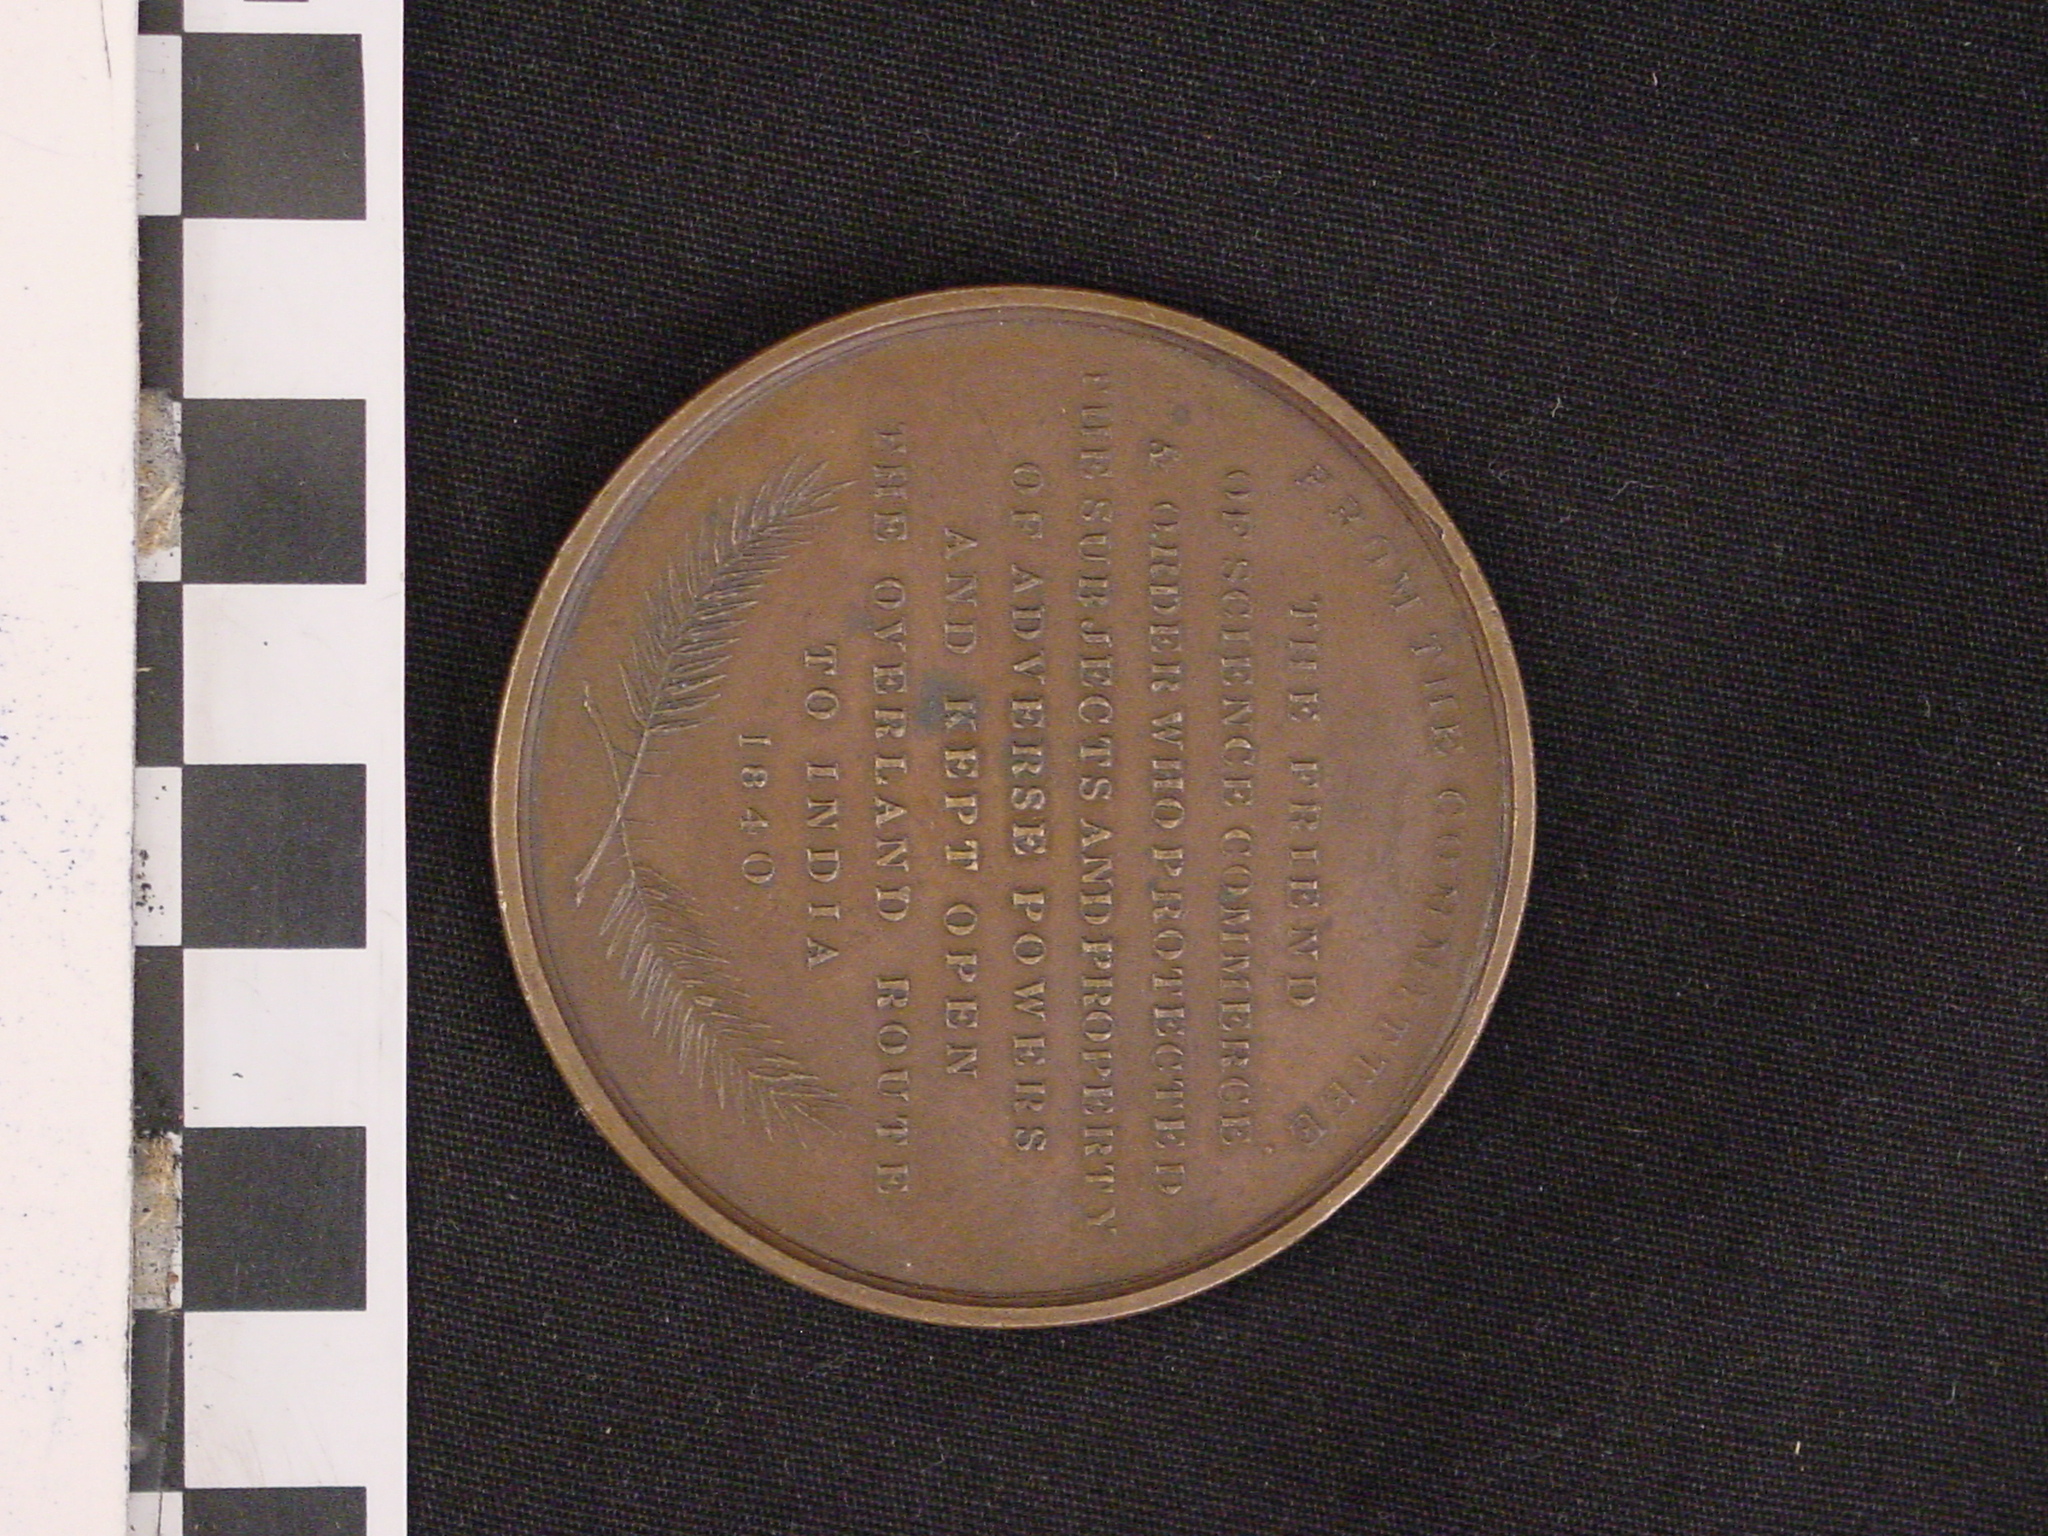 FROM THE COMMITTEE
THE FRIEND
OF SCIENCE COMMERCE
& ORDER WHO PROTECTED
THE SUBJECTS AND PROPERTY
OF ADVERSE POWERS
AND KEPT OPEN
THE OVERLAND ROUTE
TO INDIA
1840